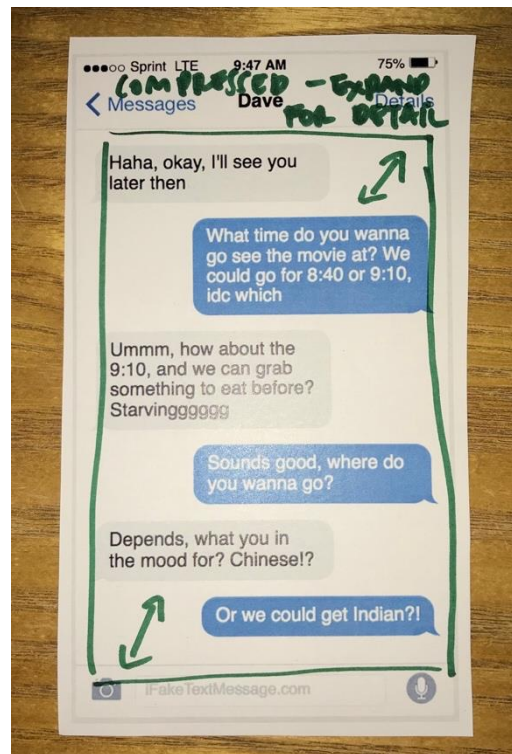 Sprint LTE 9:47 AM 75%
COMPRESSED - EXPAND
Messages Dave Details
FOR DETAIL
Haha, okay, I'll see you
later then
What time do you wanna
go see the movie at? We
could go for 8:40 or 9:10,
idc which
Ummm, how about the
9:10, and we can grab
something to eat before?
Starvingggggg
Sounds good, where do
you wanna go?
Depends, what you in
the mood for? Chinese!?
Or we could get Indian?!
iFakeTextMessage.com